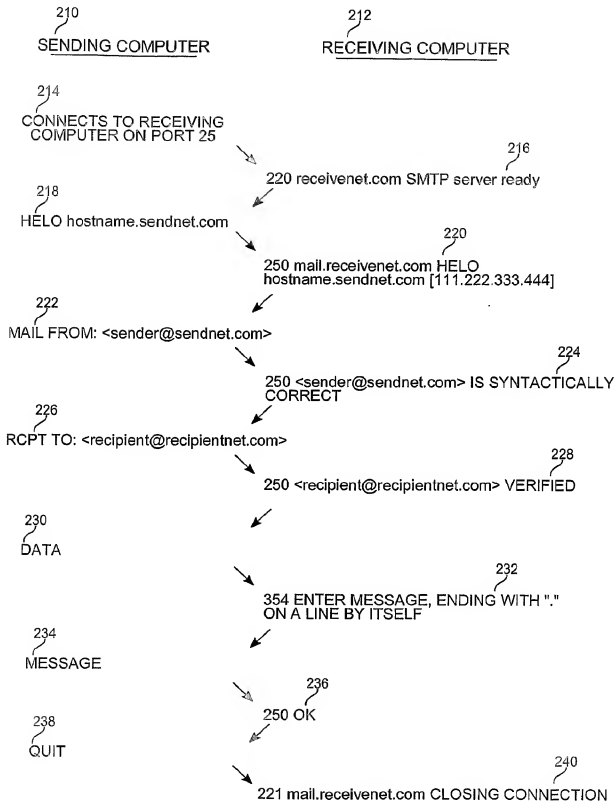 210
SENDING COMPUTER
212
RECEIVING COMPUTER
214
CONNECTS TO RECEIVING
COMPUTER ON PORT 25
216
220 receivenet.com SMTP server ready
218
HELO hostname.sendnet.com
220
250 mail.receivenet.com HELO
hostname.sendnet.com [111.222.333.444]
222
MAIL FROM: <sender@sendnet.com>
224
250 <sender@sendnet.com> IS SYNTACTICALLY
CORRECT
226
RCPT TO: <recipient@recipientnet.com>
228
250 <recipient@recipientnet.com> VERIFIED
230
DATA
232
354 ENTER MESSAGE, ENDING WITH "."
ON A LINE BY ITSELF
234
MESSAGE
236
250 OK
238
QUIT
240
221 mail.receivenet.com CLOSING CONNECTION